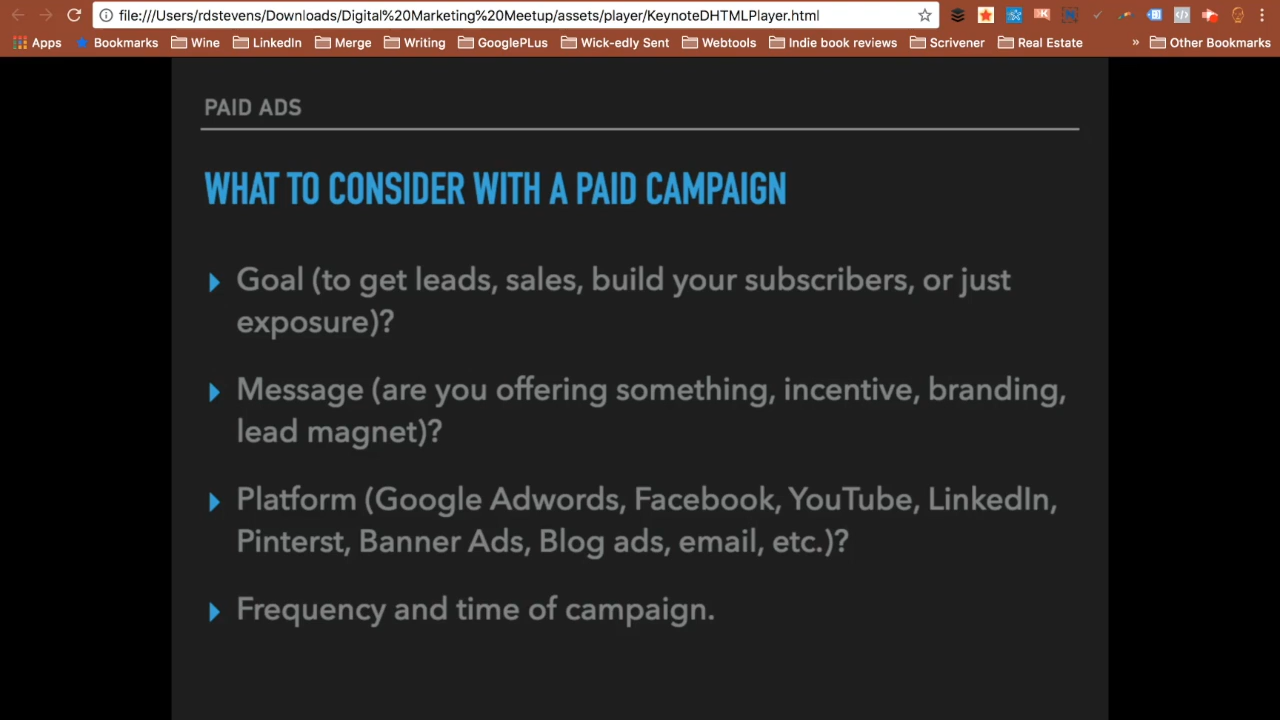 file:///Users/rdstevens/Downloads/Digital%20Marketing%20Meetup/assets/player/KeynoteDHTMLPlayer.html
Apps Bookmarks Wine LinkedIn Merge Writing GooglePLus Wick-edly Sent Webtools Indie book reviews Scrivener Real Estate » Other Bookmarks
PAID ADS
WHAT TO CONSIDER WITH A PAID CAMPAIGN
Goal (to get leads, sales, build your subscribers, or just
exposure)?
Message (are you offering something, incentive, branding,
lead magnet)?
Platform (Google Adwords, Facebook, YouTube, LinkedIn,
Pinterst, Banner Ads, Blog ads, email, etc.)?
Frequency and time of campaign.